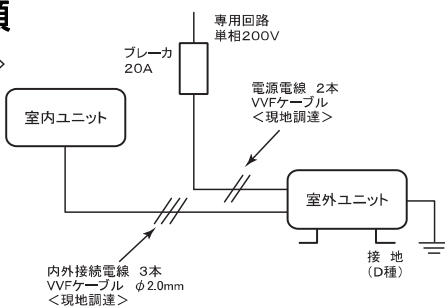 専用回路
単相200V
ブレーカ
20A
電源電線 2本
VVFケーブル
＜現地調達＞
室内ユニット
室外ユニット
接 地
(D種)
内外接続電線 3本
VVFケーブル φ2.0mm
＜現地調達＞